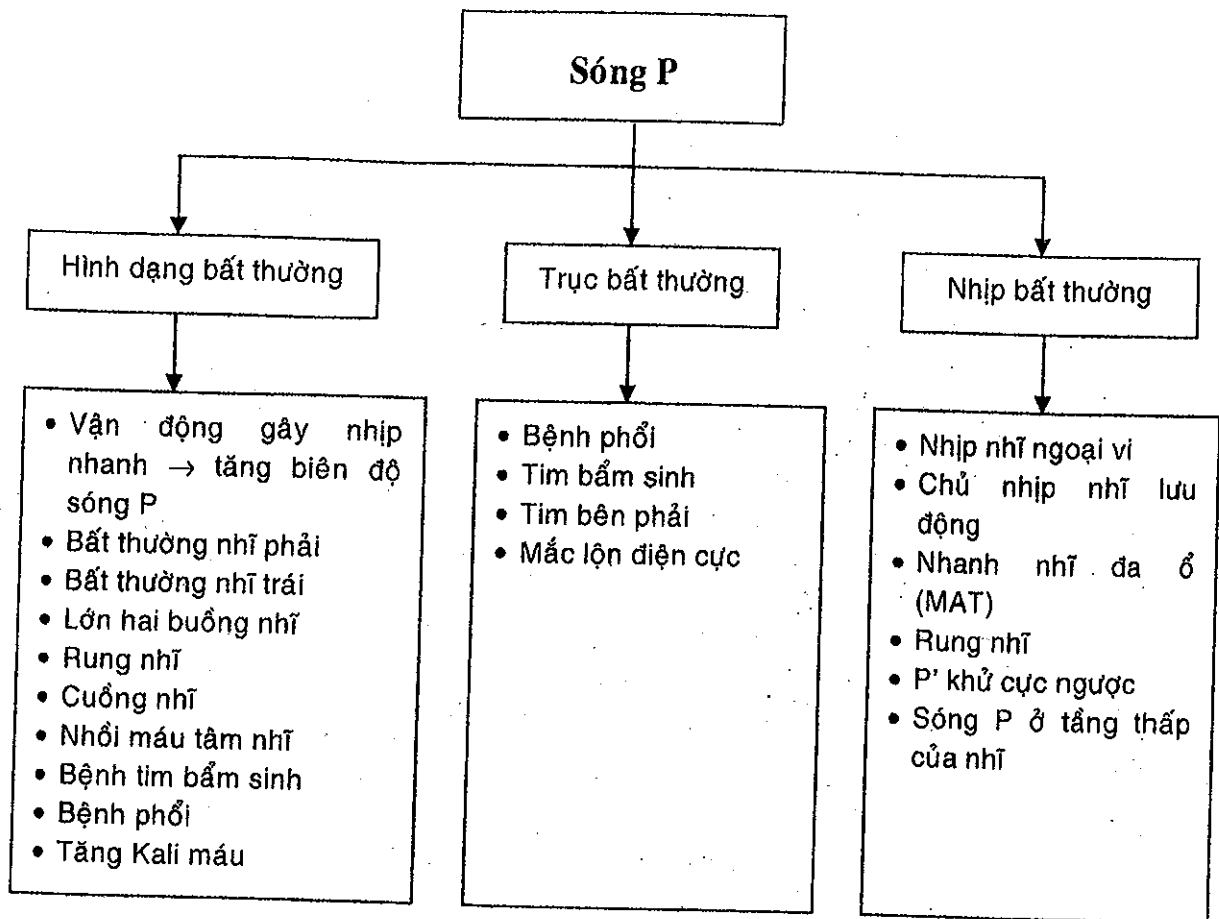 Sóng P
Hình dạng bất thường
Trục bất thường
Nhịp bất thường
• Vận động gây nhịp
nhanh → tăng biên độ
sóng P
• Bất thường nhĩ phải
• Bất thường nhĩ trái
• Lớn hai buồng nhĩ
• Rung nhĩ
• Cuồng nhĩ
• Nhồi máu tâm nhĩ
• Bệnh tim bẩm sinh
• Bệnh phổi
• Tăng Kali máu
• Bệnh phổi
• Tim bẩm sinh
• Tim bên phải
• Mắc lộn điện cực
• Nhịp nhĩ ngoại vi
• Chủ nhịp nhĩ lưu
động
• Nhanh nhĩ đa ổ
(MAT)
• Rung nhĩ
• P' khử cực ngược
• Sóng P ở tầng thấp
của nhĩ